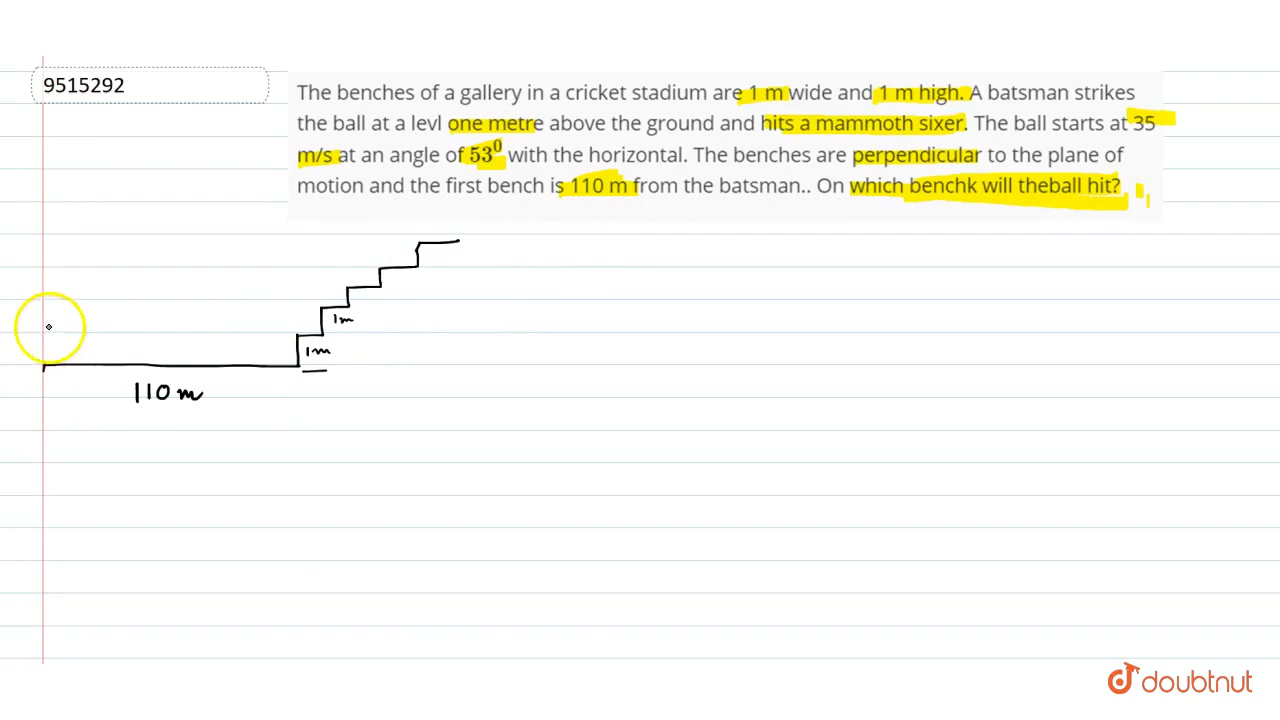 9515292
The benches of a gallery in a cricket stadium are 1 m wide and 1 m high. A batsman strikes
the ball at a levl one metre above the ground and hits a mammoth sixer. The ball starts at 35
m/s at an angle of 53⁰ with the horizontal. The benches are perpendicular to the plane of
motion and the first bench is 110 m from the batsman.. On which benchk will theball hit?
1m
1m
110 m
doubtnut